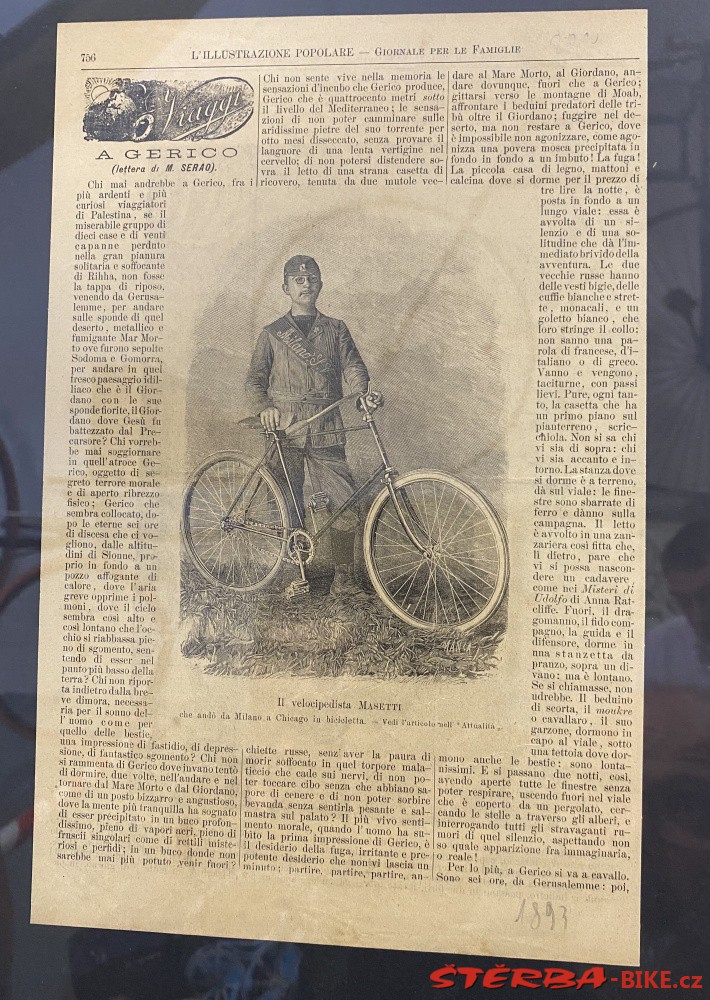 756
L'ILLUSTRAZIONE POPOLARE — GIORNALE PER LE FAMIGLIE
Viaggi
A GERICO
(lettera di M. SERAO).
Chi mai andrebbe a Gerico, fra i
più ardenti e più
curiosi viaggiatori
di Palestina, se il
miserabile gruppo di
dieci case e di venti
capanne perduto
nella gran pianura
solitaria e soffocante
di Rihha, non fosse
la tappa di riposo,
venendo da Gerusa-
lemme, per andare
sulle sponde di quel
deserto, metallico e
fumigante Mar Mor-
to ove furono sepolte
Sodoma e Gomorra,
per andare in quel
fresco paesaggio idil-
liaco che è il Gior-
dano con le sue
sponde fiorite, il Gior-
dano dove Gesù fu
battezzato dal Pre-
cursore? Chi vorreb-
be mai soggiornare
in quell'atroce Ge-
rico, oggetto di se-
greto terrore morale
e di aperto ribrezzo
fisico; Gerico che
sembra collocato, do-
po le eterne sei ore
di discesa che ci vo-
gliono, dalle altitu-
dini di Sionne, pro-
prio in fondo a un
pozzo affogante di
calore, dove l'aria
greve opprime i pol-
moni, dove il cielo
sembra così alto e
così lontano che l'oc-
chio si riabbassa pie-
no di sgomento, sen-
tendo di esser nel
punto più basso della
terra? Chi non ripor-
ta indietro dalla bre-
ve dimora, necessa-
ria per il sonno del-
l'uomo come per
quello delle bestie,
una impressione di fastidio, di depres-
sione, di fantastico sgomento? Chi non
si rammenta di Gerico dove invano tentò
di dormire, due volte, nell'andare e nel
tornare dal Mare Morto e dal Giordano,
come di un posto bizzarro e angustioso,
dove la mente più tranquilla ha sognato
di esser precipitato in un buco profon-
dissimo, pieno di vapori acri, pieno di
fruscii singolari come di rettili miste-
riosi e perfidi; in un buco donde non
sarebbe mai più potuto venir fuori?
Chi non sente vive nella memoria le
sensazioni d'incubo che Gerico produce,
Gerico che è quattrocento metri sotto
il livello del Mediterraneo; le sensa-
zioni di non poter camminare sulle
aridissime pietre del suo torrente per
otto mesi disseccato, senza provare il
languore di una lenta vertigine nel
cervello; di non potersi distendere so-
vra il letto di una strana casetta di
ricovero, tenuta da due mutole vec-
Milano
Il velocipedista MASETTI
che andò da Milano a Chicago in bicicletta. — Vedi l'articolo nell' "Attualità".
chiette russe, senz'aver la paura di
morir soffocato in quel torpore mala-
ticcio che cade sui nervi, di non po-
ter toccare cibo senza che abbiano sa-
pore di cenere e di non poter sorbire
bevanda senza sentirla pesante e sal-
mastra sul palato? Il più vivo senti-
mento morale, quando l'uomo ha su-
bito la prima impressione di Gerico, è
il desiderio della fuga, irritante e pre-
potente desiderio che non vi lascia un
minuto; partire, partire, partire, an-
dare al Mare Morto, al Giordano, an-
dare dovunque, fuori che a Gerico;
gittarsi verso le montagne di Moab,
affrontare i beduini predatori delle tri-
bù oltre il Giordano; fuggire nel de-
serto, ma non restare a Gerico, dove
è impossibile non agonizzare, come ago-
nizza una povera mosca precipitata in
fondo in fondo a un imbuto! La fuga!
La piccola casa di legno, mattoni e
calcina dove si dorme per il prezzo di
tre lire la notte, è
posta in fondo a un
lungo viale: essa è
avvolta di un si-
lenzio e di una so-
litudine che dà l'im-
mediato brivido della
avventura. Le due
vecchie russe hanno
delle vesti bigie, delle
cuffie bianche e stret-
te, monacali, e un
goletto bianco, che
loro stringe il collo:
non sanno una pa-
rola di francese, d'i-
taliano o di greco.
Vanno e vengono,
taciturne, con passi
lievi. Pure, ogni tan-
to, la casetta che ha
un primo piano sul
pianterreno, scric-
chiola. Non si sa chi
vi sia di sopra: chi
vi sia accanto e in-
torno. La stanza dove
si dorme è a terreno,
dà sul viale: le fine-
stre sono sbarrate di
ferro e dànno sulla
campagna. Il letto
è avvolto in una zan-
zariera così fitta che,
lì dietro, pare che
vi si possa nascon-
dere un cadavere,
come nei Misteri di
Udolfo di Anna Rat-
cliffe. Fuori, il dra-
gomanno, il fido com-
pagno, la guida e il
difensore, dorme in
una stanzetta da
pranzo, sopra un di-
vano: ma è lontano.
Se si chiamasse, non
udrebbe. Il beduino
di scorta, il moukre
o cavallaro, il suo
garzone, dormono in
capo al viale, sotto
una tettoia dove dor-
mono anche le bestie: sono lonta-
nissimi. E si passano due notti, così,
avendo aperte tutte le finestre senza
poter respirare, uscendo fuori nel viale
che è coperto da un pergolato, cer-
cando le stelle a traverso gli alberi, e
interrogando tutti gli stravaganti ru-
mori di quel silenzio, aspettando non
so quale apparizione fra immaginaria,
o reale!
Per lo più, a Gerico si va a cavallo.
Sono sei ore, da Gerusalemme: poi,
1893
ŠTĚRBA-BIKE.cz